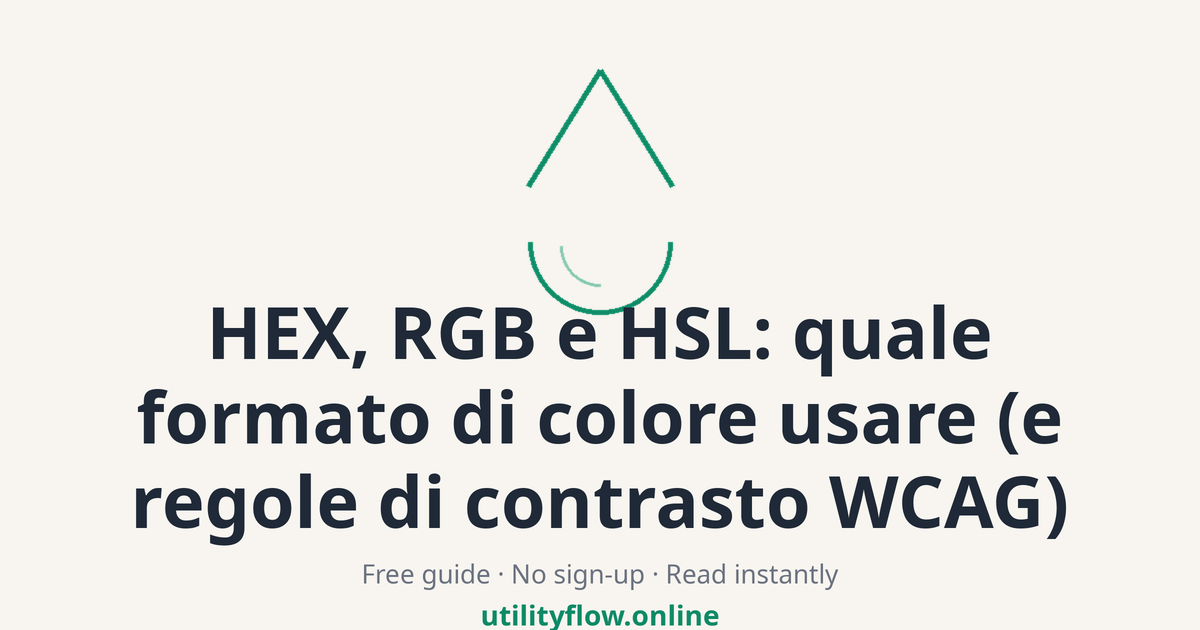 HEX, RGB e HSL: quale
formato di colore usare (e
regole di contrasto WCAG)
Free guide · No sign-up · Read instantly
utilityflow.online